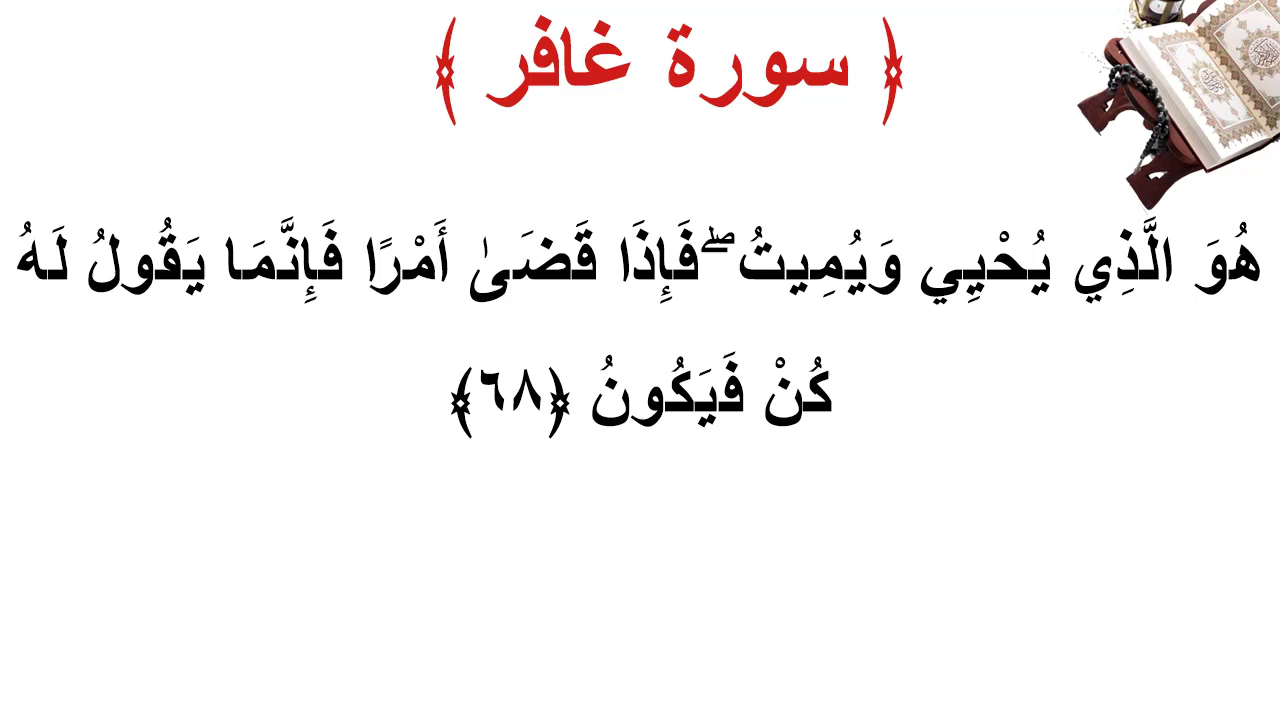 ﴿ سورة غافر ﴾
هُوَ الَّذِي يُحْيِي وَيُمِيتُ ۖ فَإِذَا قَضَىٰ أَمْرًا فَإِنَّمَا يَقُولُ لَهُ
كُنْ فَيَكُونُ ﴿٦٨﴾